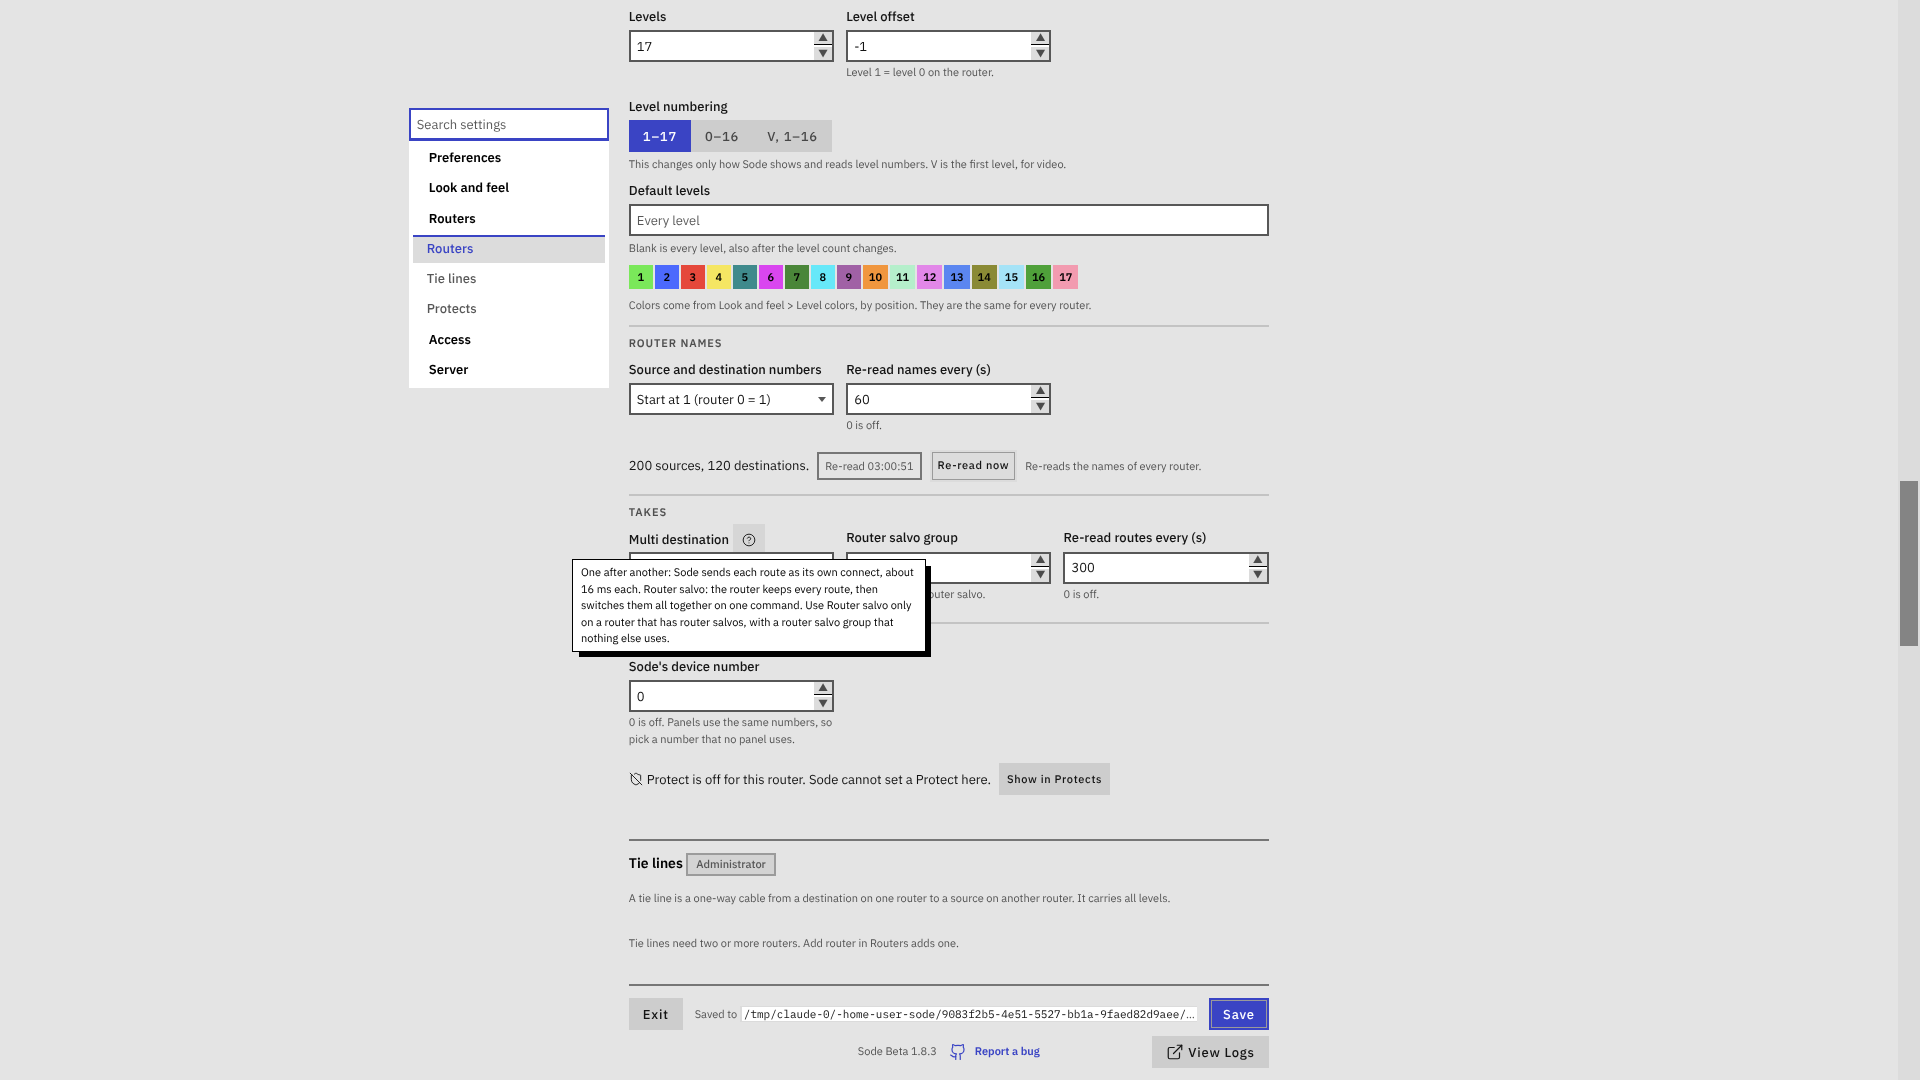 Levels
Level offset
17
-1
Level 1 = level 0 on the router.
Search settings
Preferences
Look and feel
Routers
Routers
Tie lines
Protects
Access
Server
Level numbering
1–17
0–16
V, 1–16
This changes only how Sode shows and reads level numbers. V is the first level, for video.
Default levels
Every level
Blank is every level, also after the level count changes.
1 2 3 4 5 6 7 8 9 10 11 12 13 14 15 16 17
Colors come from Look and feel > Level colors, by position. They are the same for every router.
ROUTER NAMES
Source and destination numbers
Re-read names every (s)
Start at 1 (router 0 = 1)
60
0 is off.
200 sources, 120 destinations.
Re-read 03:00:51
Re-read now
Re-reads the names of every router.
TAKES
Multi destination
Router salvo group
Re-read routes every (s)
300
outer salvo.
0 is off.
One after another: Sode sends each route as its own connect, about
16 ms each. Router salvo: the router keeps every route, then
switches them all together on one command. Use Router salvo only
on a router that has router salvos, with a router salvo group that
nothing else uses.
Sode's device number
0
0 is off. Panels use the same numbers, so
pick a number that no panel uses.
Protect is off for this router. Sode cannot set a Protect here.
Show in Protects
Tie lines
Administrator
A tie line is a one-way cable from a destination on one router to a source on another router. It carries all levels.
Tie lines need two or more routers. Add router in Routers adds one.
Exit
Saved to
/tmp/claude-0/-home-user-sode/9083f2b5-4e51-5527-bb1a-9faed82d9aee/…
Save
Sode Beta 1.8.3
Report a bug
View Logs